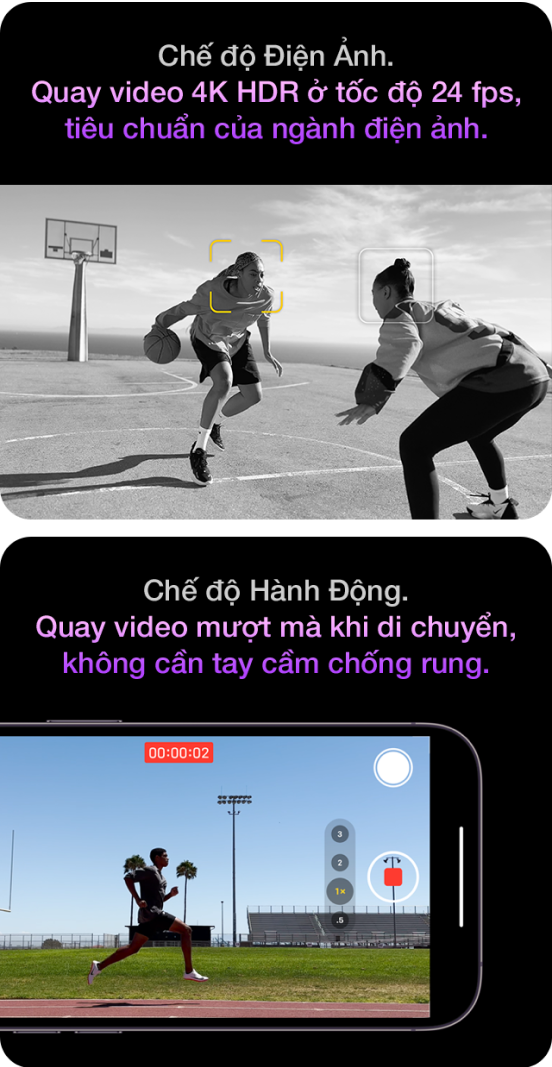 Chế độ Điện Ảnh.
Quay video 4K HDR ở tốc độ 24 fps,
tiêu chuẩn của ngành điện ảnh.
Chế độ Hành Động.
Quay video mượt mà khi di chuyển,
không cần tay cầm chống rung.
00:00:02
3
2
1×
.5